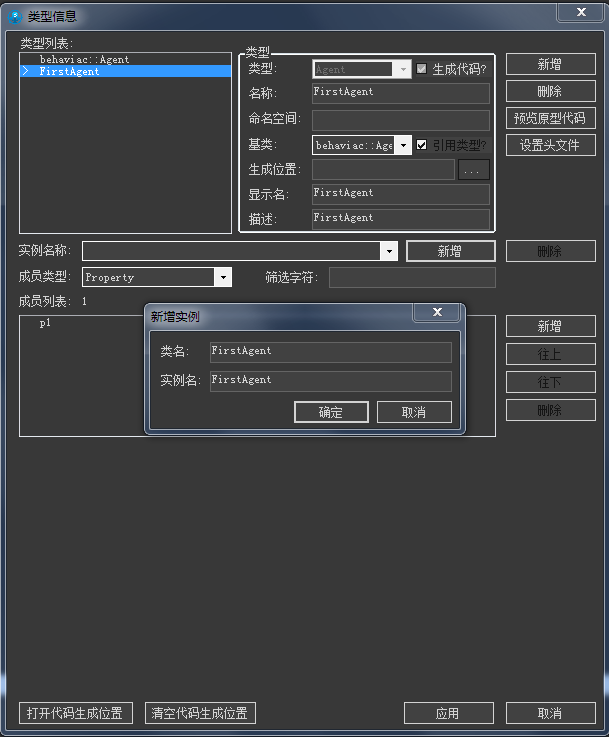 类型信息
类型列表:
behaviac::Agent
FirstAgent
类型
类型: Agent 生成代码?
名称: FirstAgent
命名空间:
基类: behaviac::Age 引用类型?
生成位置: ...
显示名: FirstAgent
描述: FirstAgent
新增
删除
预览原型代码
设置头文件
实例名称: 新增 删除
成员类型: Property 筛选字符:
成员列表: 1
p1
新增
往上
往下
删除
新增实例
类名: FirstAgent
实例名: FirstAgent
确定 取消
打开代码生成位置 清空代码生成位置 应用 取消